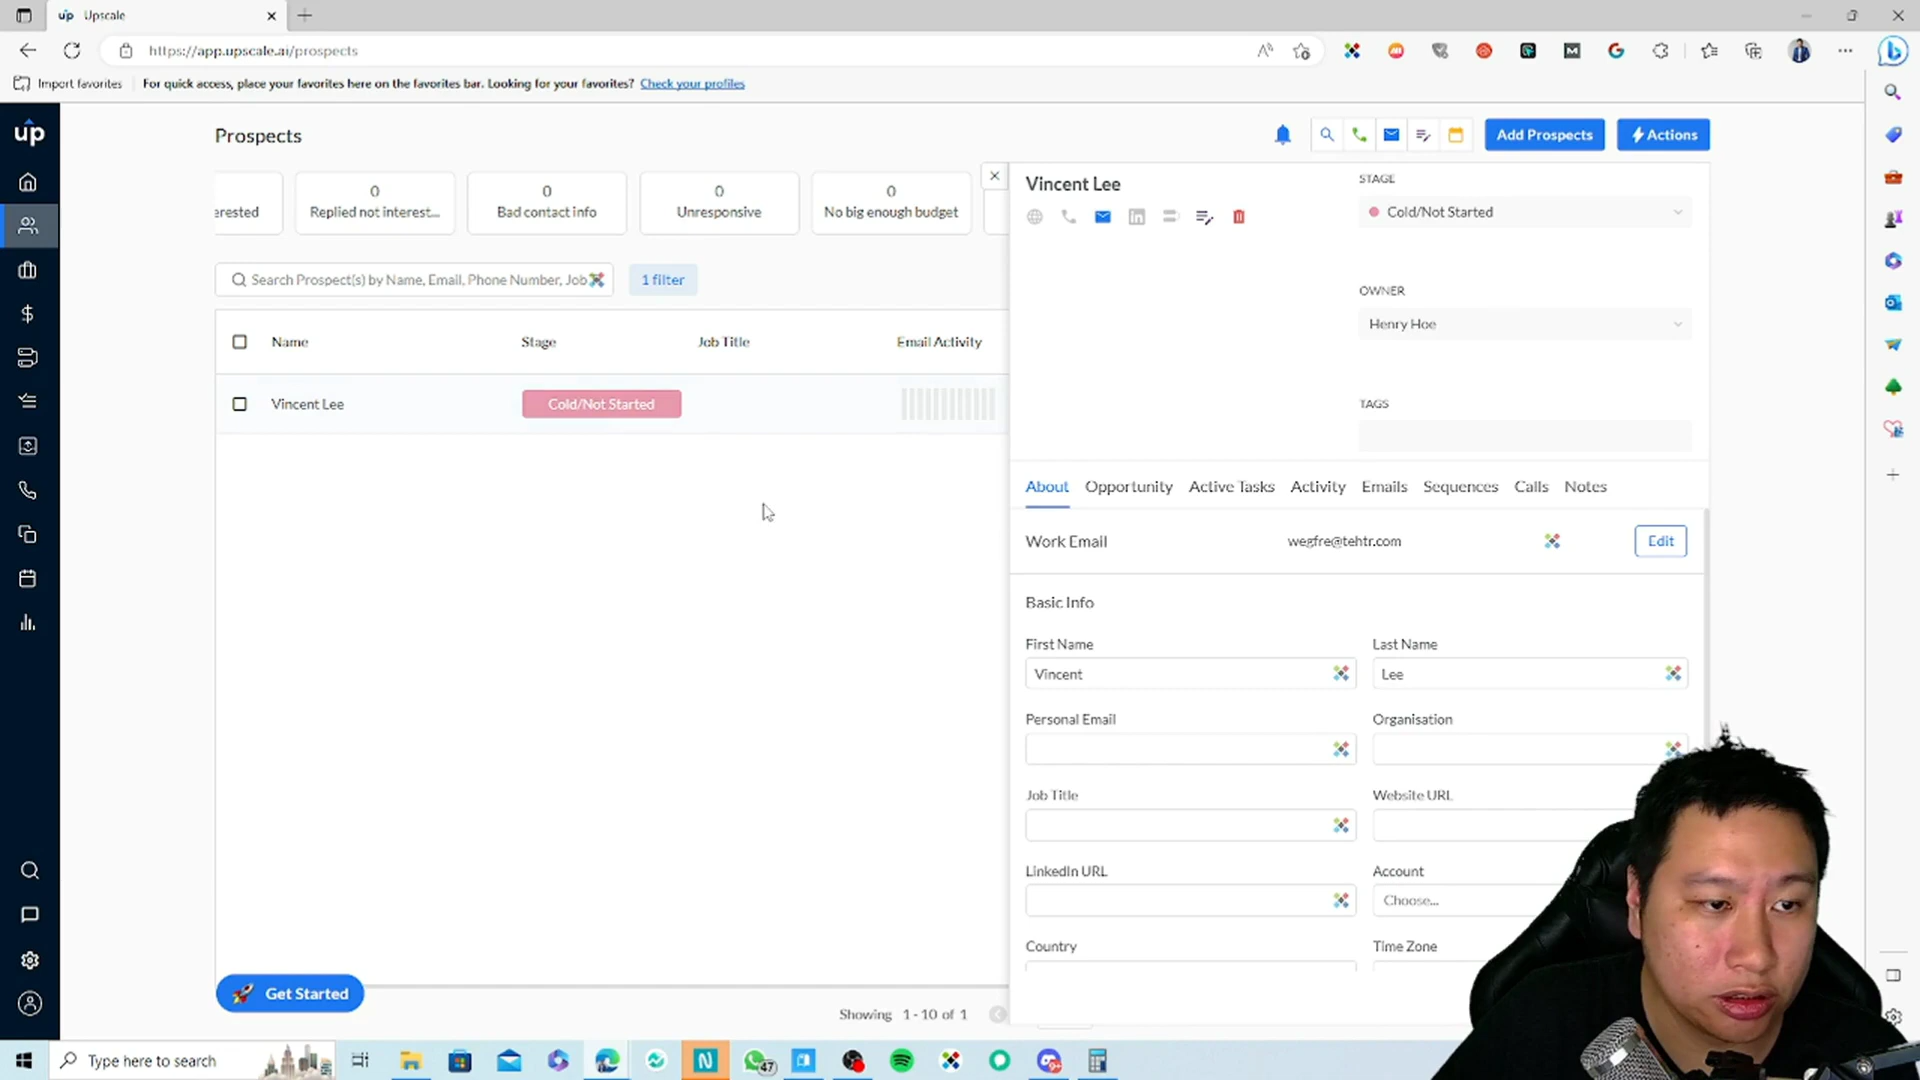 up Upscale
https://app.upscale.ai/prospects
Import favorites For quick access, place your favorites here on the favorites bar. Looking for your favorites? Check your profiles
up
Prospects
Add Prospects
Actions
erested
0
Replied not interest...
0
Bad contact info
0
Unresponsive
0
No big enough budget
Search Prospect(s) by Name, Email, Phone Number, Job
1 filter
Name Stage Job Title Email Activity
Vincent Lee Cold/Not Started
Get Started
Showing 1 - 10 of 1
Vincent Lee
STAGE
Cold/Not Started
OWNER
Henry Hoe
TAGS
About Opportunity Active Tasks Activity Emails Sequences Calls Notes
Work Email wegfre@tehtr.com Edit
Basic Info
First Name Last Name
Vincent Lee
Personal Email Organisation
Job Title Website URL
LinkedIn URL Account
Choose...
Country Time Zone
Type here to search
N
47